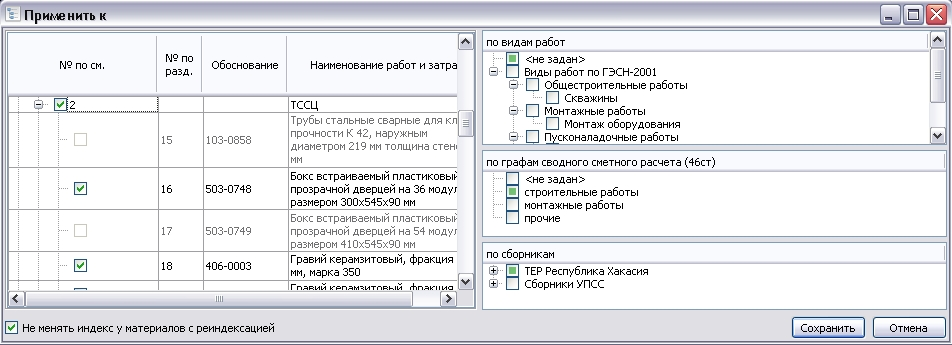 Применить к
№ по см.
№ по
разд.
Обоснование
Наименование работ и затра
2
ТССЦ
15
103-0858
Трубы стальные сварные для кл
прочности К 42, наружным
диаметром 219 мм толщина стен
мм
16
503-0748
Бокс встраиваемый пластиковый
прозрачной дверцей на 36 модул
размером 300х545х90 мм
17
503-0749
Бокс встраиваемый пластиковый
прозрачной дверцей на 54 модул
размером 410х545х90 мм
18
406-0003
Гравий керамзитовый, фракция
мм, марка 350
Гравий керамзитовый, фракция
по видам работ
<не задан>
Виды работ по ГЭСН-2001
Общестроительные работы
Скважины
Монтажные работы
Монтаж оборудования
Пусконаладочные работы
по графам сводного сметного расчета (46ст)
<не задан>
строительные работы
монтажные работы
прочие
по сборникам
ТЕР Республика Хакасия
Сборники УПСС
Не менять индекс у материалов с реиндексацией
Сохранить
Отмена